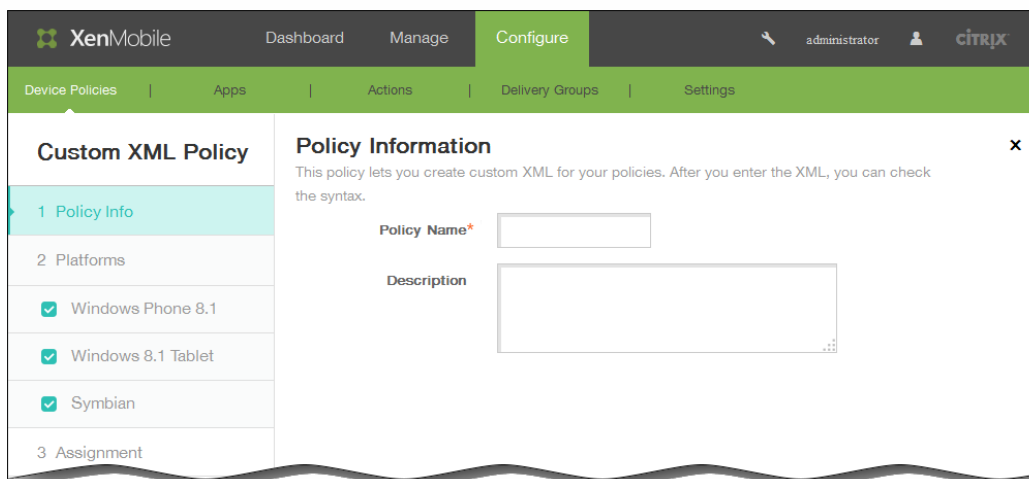 XenMobile Dashboard Manage Configure administrator CİTRIX
Device Policies | Apps | Actions | Delivery Groups | Settings
Custom XML Policy
1 Policy Info
2 Platforms
Windows Phone 8.1
Windows 8.1 Tablet
Symbian
3 Assignment
Policy Information
This policy lets you create custom XML for your policies. After you enter the XML, you can check
the syntax.
Policy Name*
Description